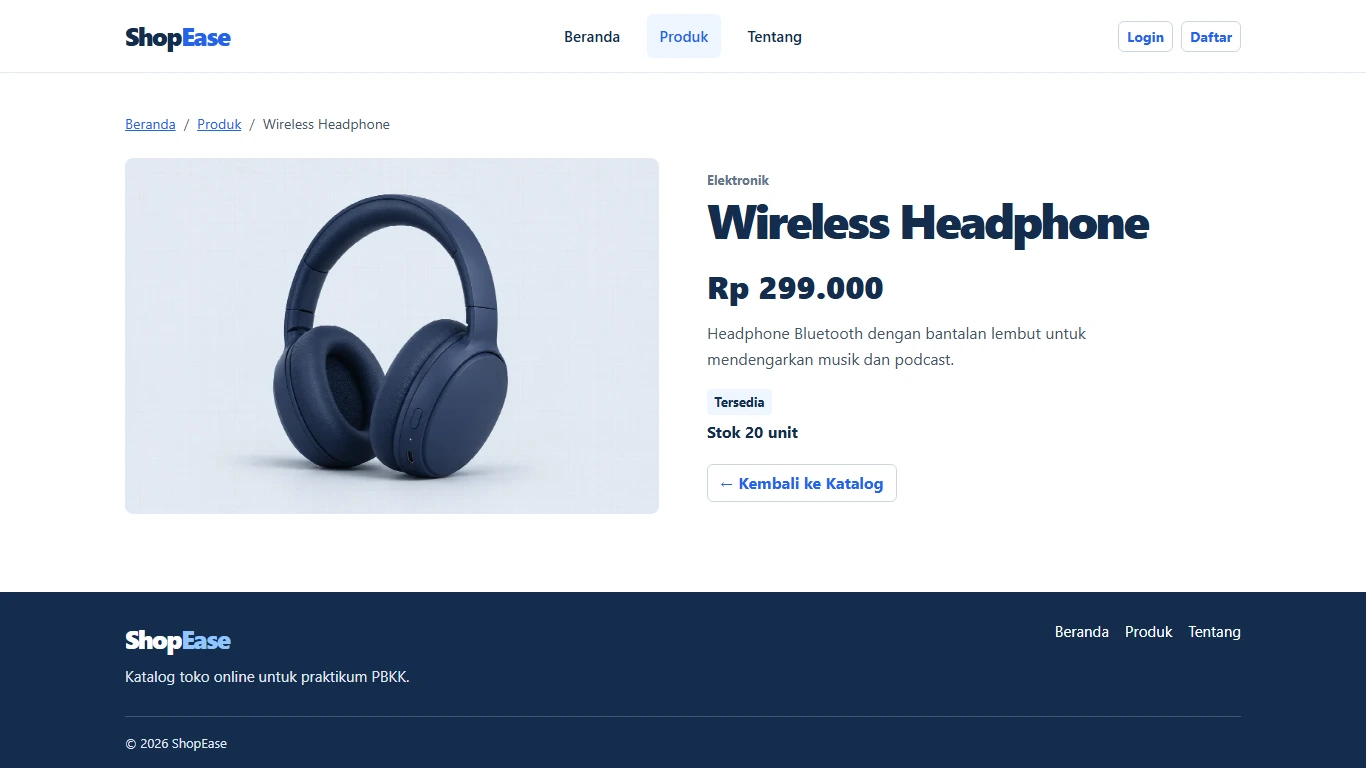 ShopEase
Beranda
Produk
Tentang
Login
Daftar
Beranda / Produk / Wireless Headphone
Elektronik
Wireless Headphone
Rp 299.000
Headphone Bluetooth dengan bantalan lembut untuk
mendengarkan musik dan podcast.
Tersedia
Stok 20 unit
← Kembali ke Katalog
ShopEase
Katalog toko online untuk praktikum PBKK.
Beranda
Produk
Tentang
© 2026 ShopEase